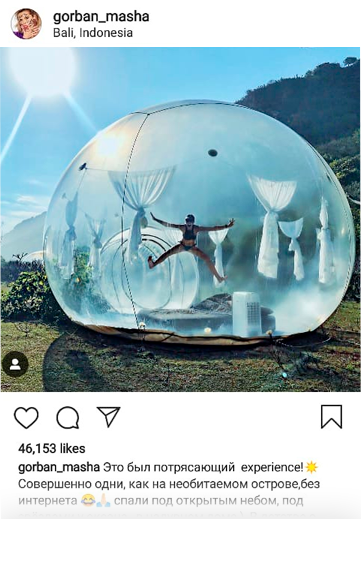 gorban_masha
Bali, Indonesia
46,153 likes
gorban_masha Это был потрясающий experience!☀️
Совершенно одни, как на необитаемом острове,без
интернета 😂🙏🏻 спали под открытым небом, под